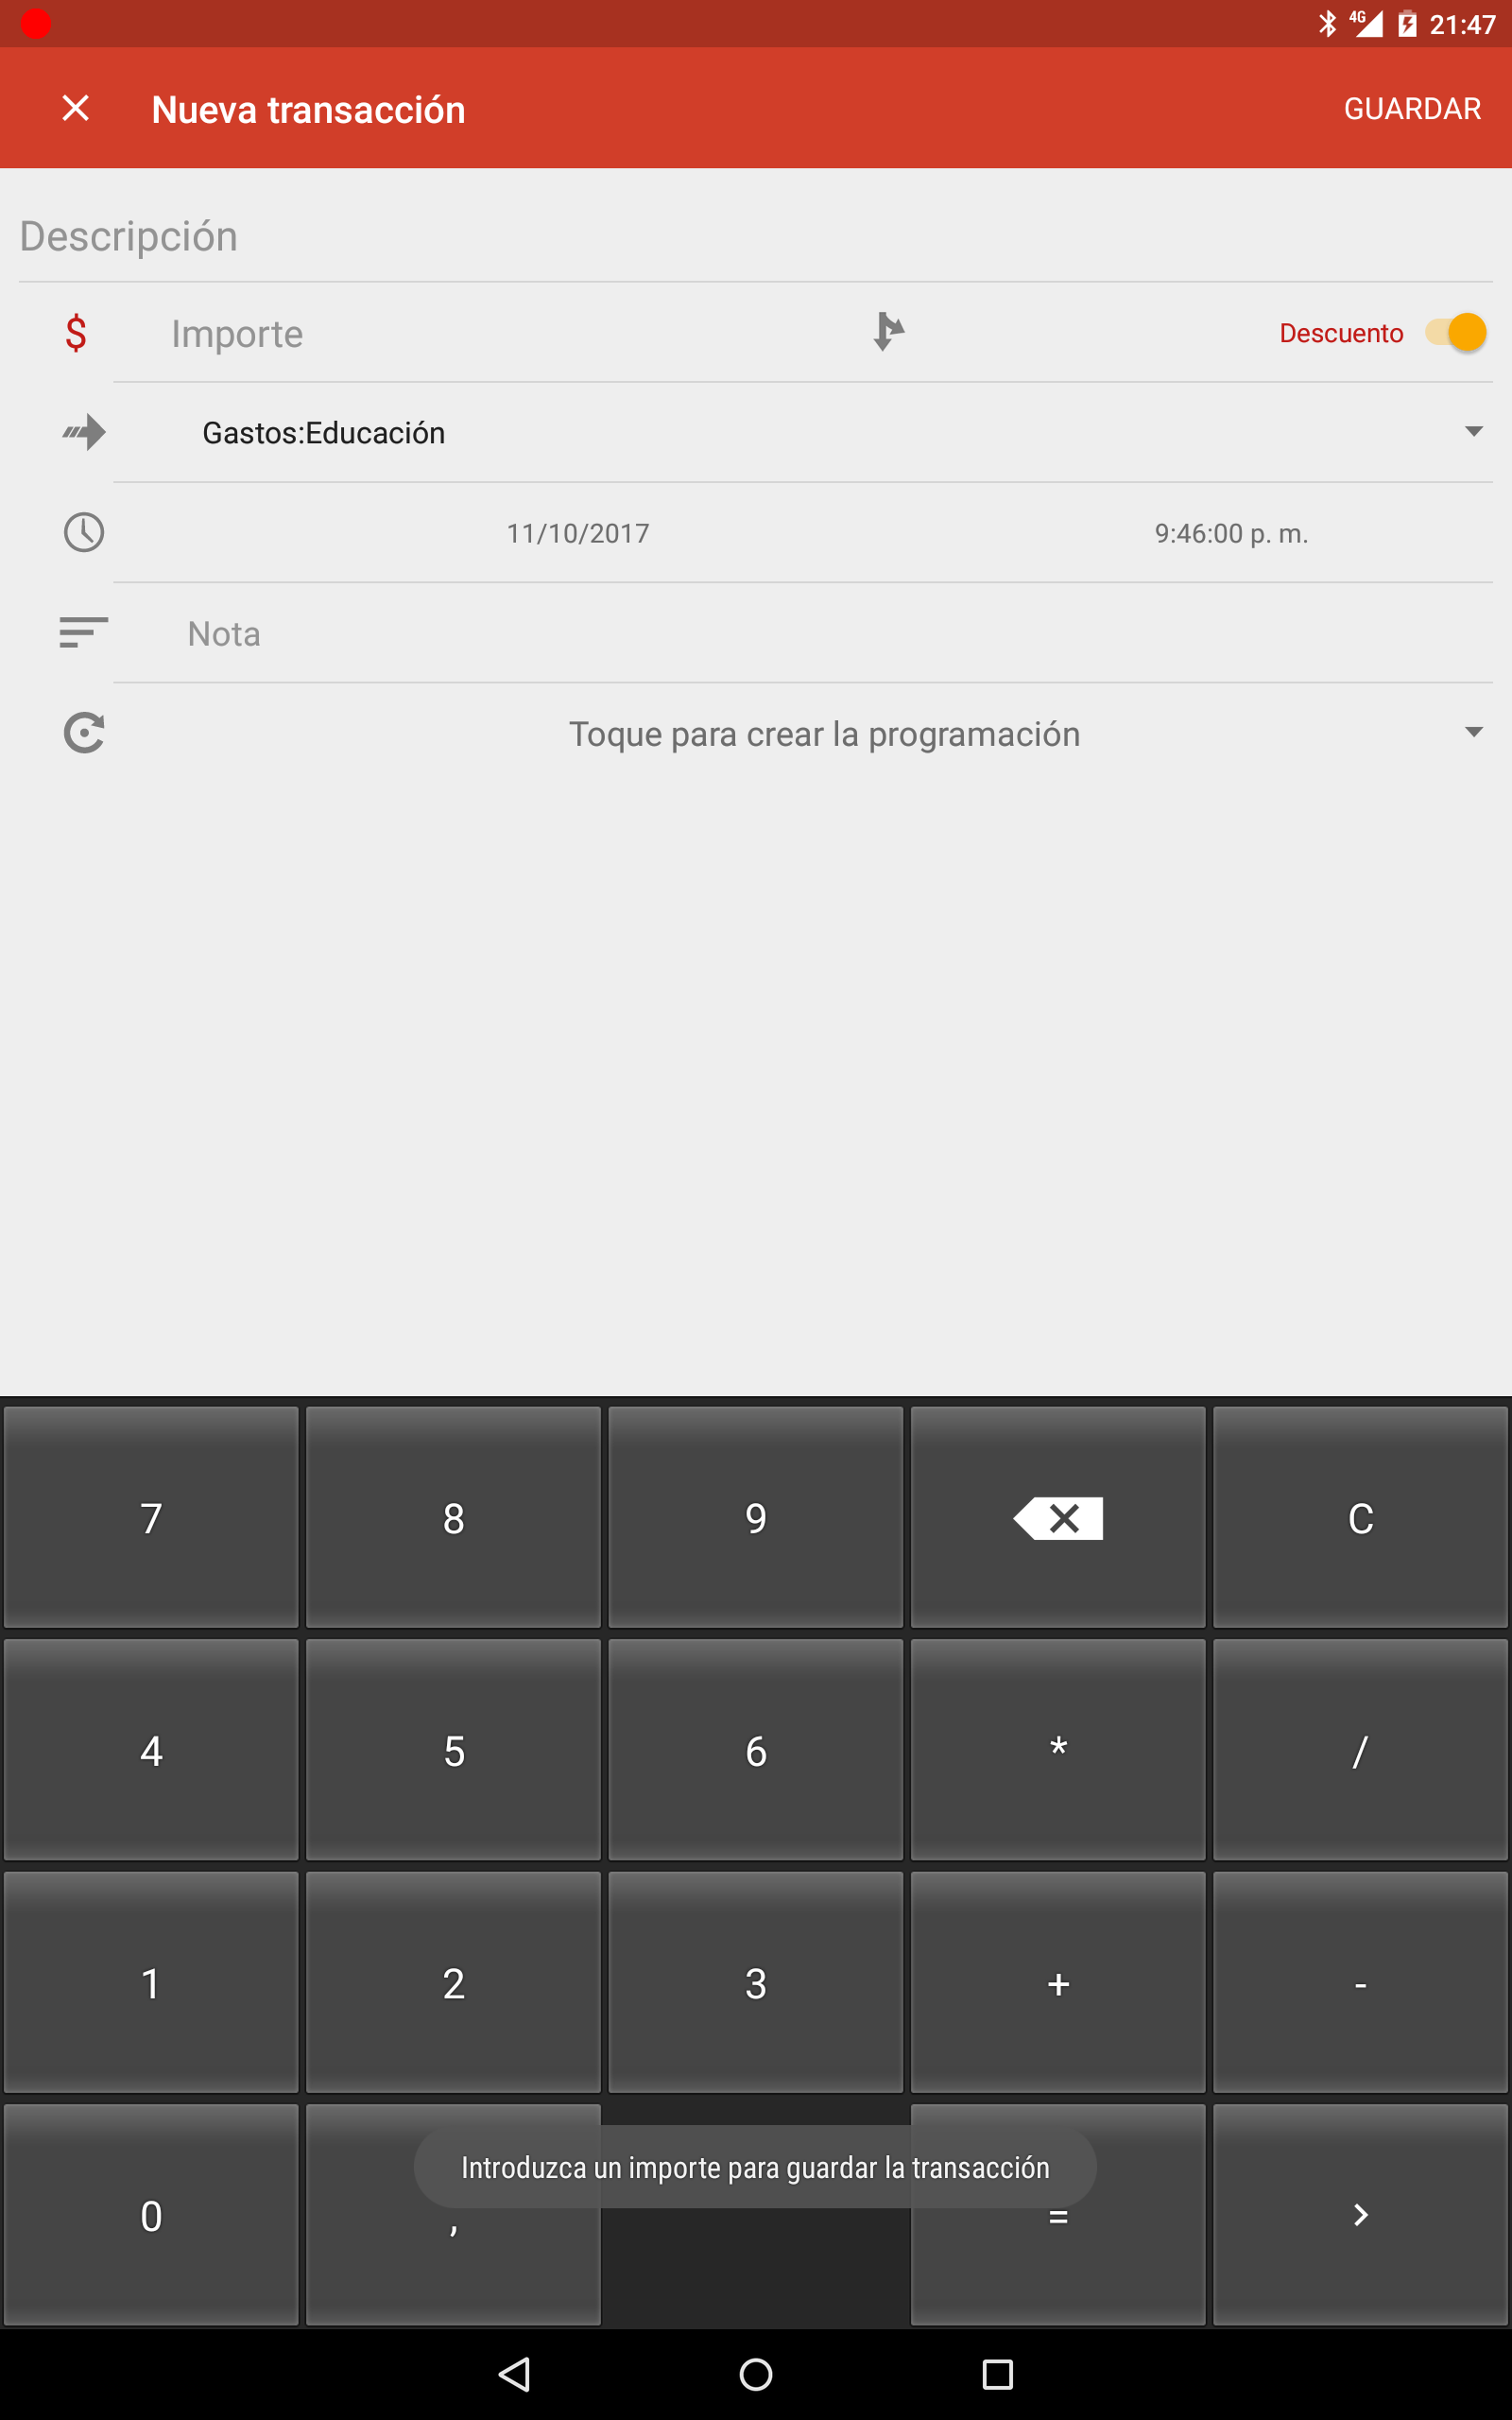 4G 21:47
Nueva transacción GUARDAR
Descripción
$ Importe Descuento
Gastos:Educación
11/10/2017 9:46:00 p. m.
Nota
Toque para crear la programación
7 8 9 C
4 5 6 * /
1 2 3 + -
Introduzca un importe para guardar la transacción
0 , = >